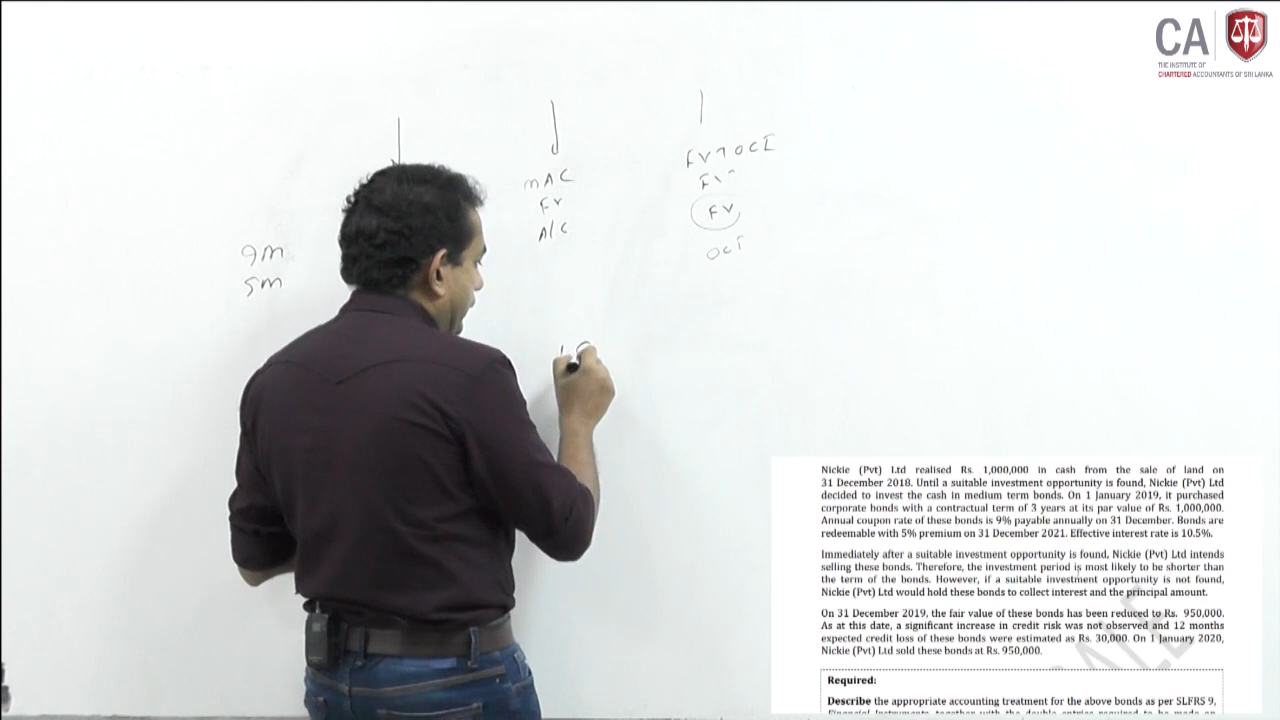 CA
THE INSTITUTE OF
CHARTERED ACCOUNTANTS OF SRI LANKA
9M
5M
MAC
FV
A/C
FVTOCI
FV
FV
OCI
Nickie (Pvt) Ltd realised Rs. 1,000,000 in cash from the sale of land on
31 December 2018. Until a suitable investment opportunity is found, Nickie (Pvt) Ltd
decided to invest the cash in medium term bonds. On 1 January 2019, it purchased
corporate bonds with a contractual term of 3 years at its par value of Rs. 1,000,000.
Annual coupon rate of these bonds is 9% payable annually on 31 December. Bonds are
redeemable with 5% premium on 31 December 2021. Effective interest rate is 10.5%.
Immediately after a suitable investment opportunity is found, Nickie (Pvt) Ltd intends
selling these bonds. Therefore, the investment period is most likely to be shorter than
the term of the bonds. However, if a suitable investment opportunity is not found,
Nickie (Pvt) Ltd would hold these bonds to collect interest and the principal amount.
On 31 December 2019, the fair value of these bonds has been reduced to Rs. 950,000.
As at this date, a significant increase in credit risk was not observed and 12 months
expected credit loss of these bonds were estimated as Rs. 30,000. On 1 January 2020,
Nickie (Pvt) Ltd sold these bonds at Rs. 950,000.
Required:
Describe the appropriate accounting treatment for the above bonds as per SLFRS 9,